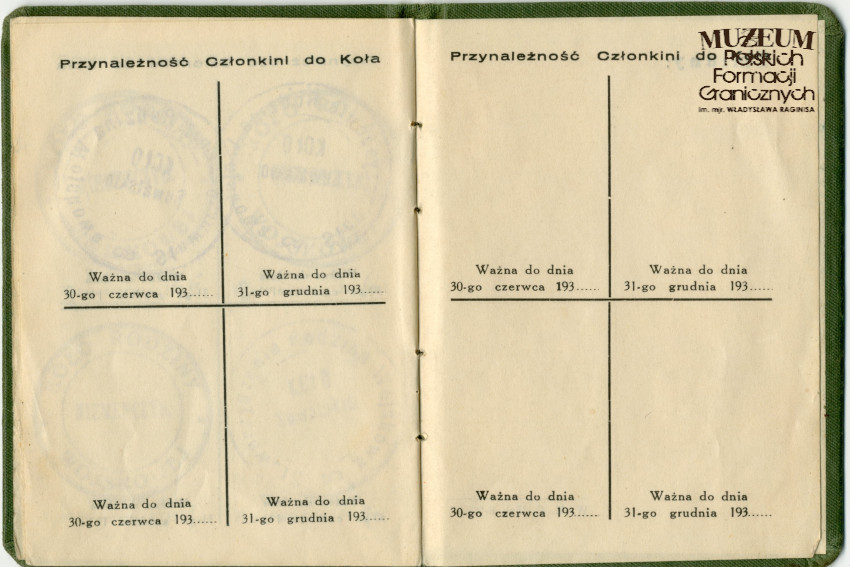 Przynależność Członkini do Koła
Ważna do dnia
30-go czerwca 193......
Ważna do dnia
31-go grudnia 193......
Ważna do dnia
30-go czerwca 193......
Ważna do dnia
31-go grudnia 193......
Przynależność Członkini do Koła
Ważna do dnia
30-go czerwca 193......
Ważna do dnia
31-go grudnia 193......
Ważna do dnia
30-go czerwca 193......
Ważna do dnia
31-go grudnia 193......
MUZEUM
Polskich
Formacji
Granicznych
im. mjr. WŁADYSŁAWA RAGINISA